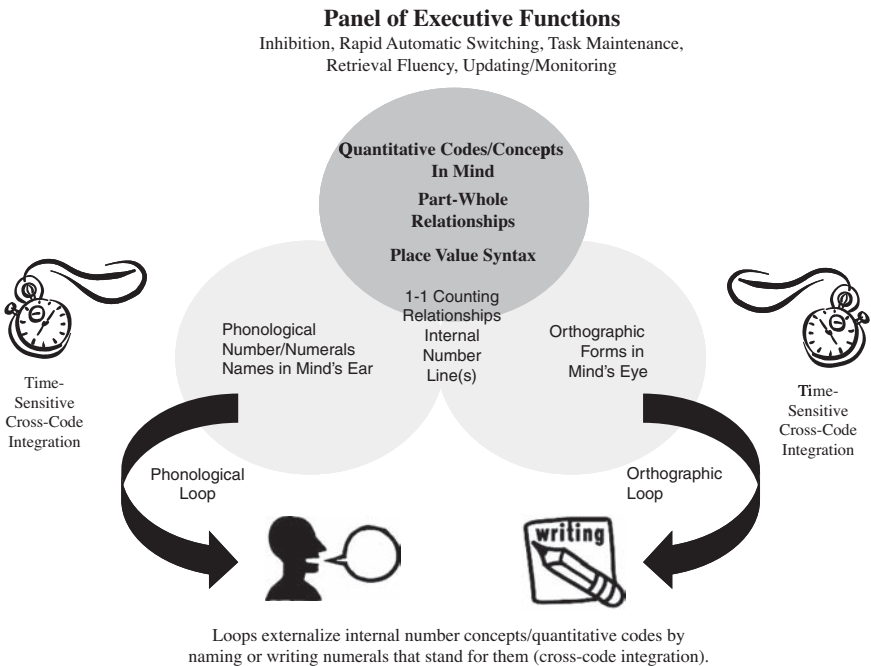 Panel of Executive Functions
Inhibition, Rapid Automatic Switching, Task Maintenance,
Retrieval Fluency, Updating/Monitoring
Quantitative Codes/Concepts
In Mind
Part-Whole
Relationships
Place Value Syntax
1-1 Counting
Relationships
Internal
Number
Line(s)
Phonological
Number/Numerals
Names in Mind's Ear
Orthographic
Forms in
Mind's Eye
Time-
Sensitive
Cross-Code
Integration
Time-
Sensitive
Cross-Code
Integration
Phonological
Loop
Orthographic
Loop
writing
Loops externalize internal number concepts/quantitative codes by
naming or writing numerals that stand for them (cross-code integration).